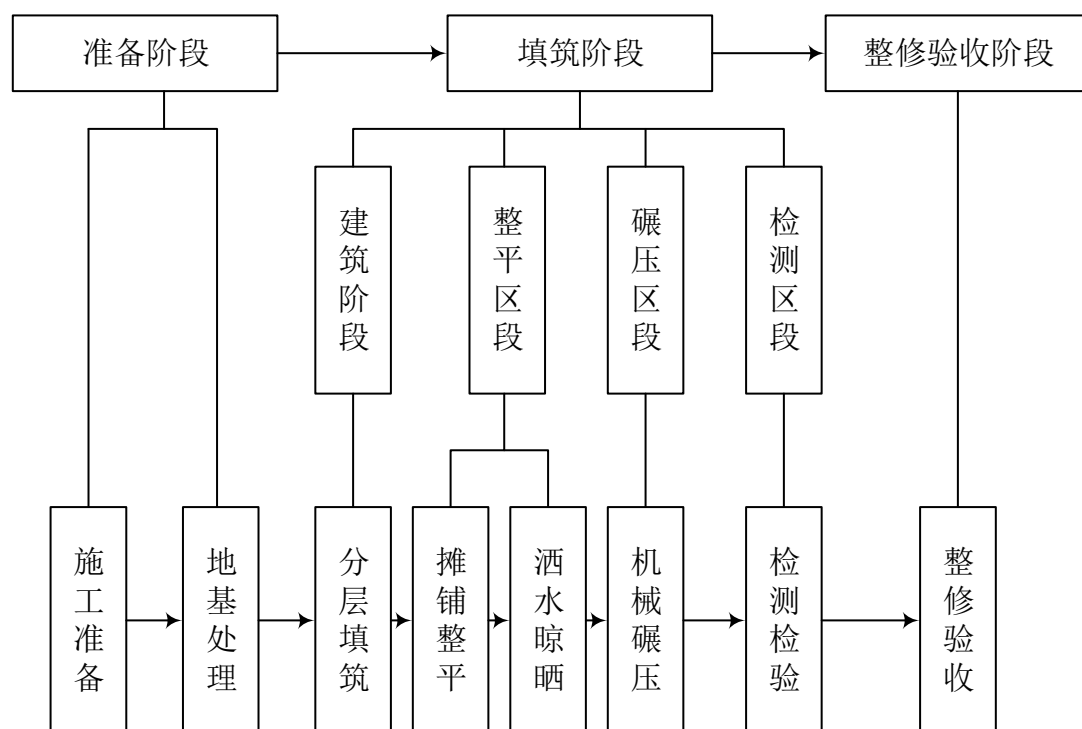 准备阶段
填筑阶段
整修验收阶段
建筑阶段
整平区段
碾压区段
检测区段
施工准备
地基处理
分层填筑
摊铺整平
洒水晾晒
机械碾压
检测检验
整修验收